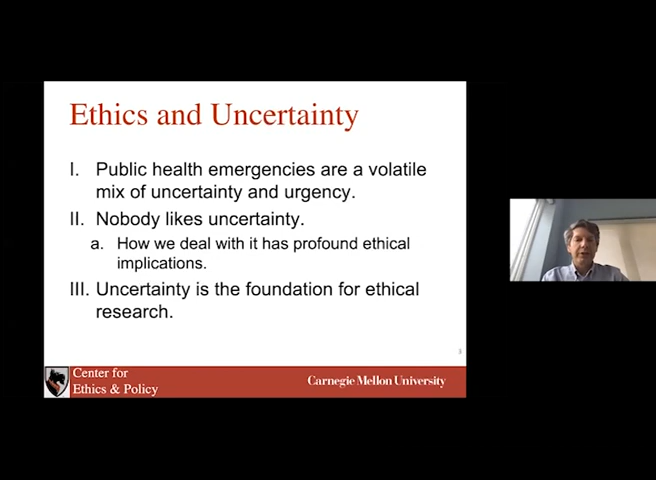 Ethics and Uncertainty
I. Public health emergencies are a volatile
mix of uncertainty and urgency.
II. Nobody likes uncertainty.
a. How we deal with it has profound ethical
implications.
III. Uncertainty is the foundation for ethical
research.
3
Center for
Ethics & Policy
Carnegie Mellon University